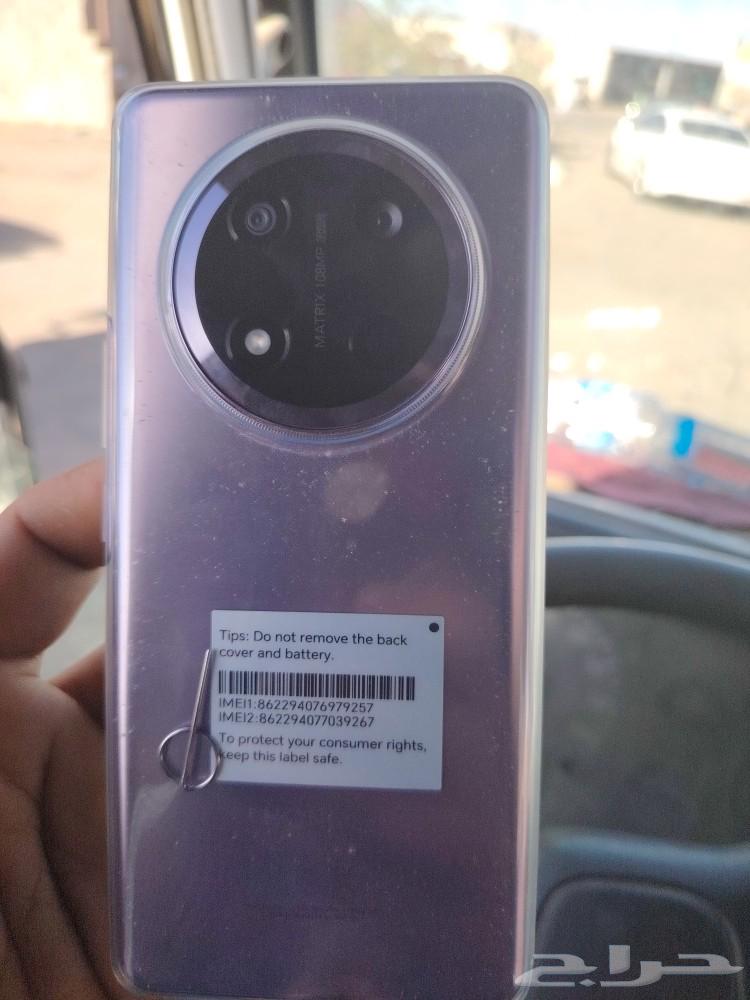 MATRIX 108MP
Tips: Do not remove the back
cover and battery.
IMEI1:862294076979257
IMEI2:862294077039267
To protect your consumer rights,
keep this label safe.
حراج